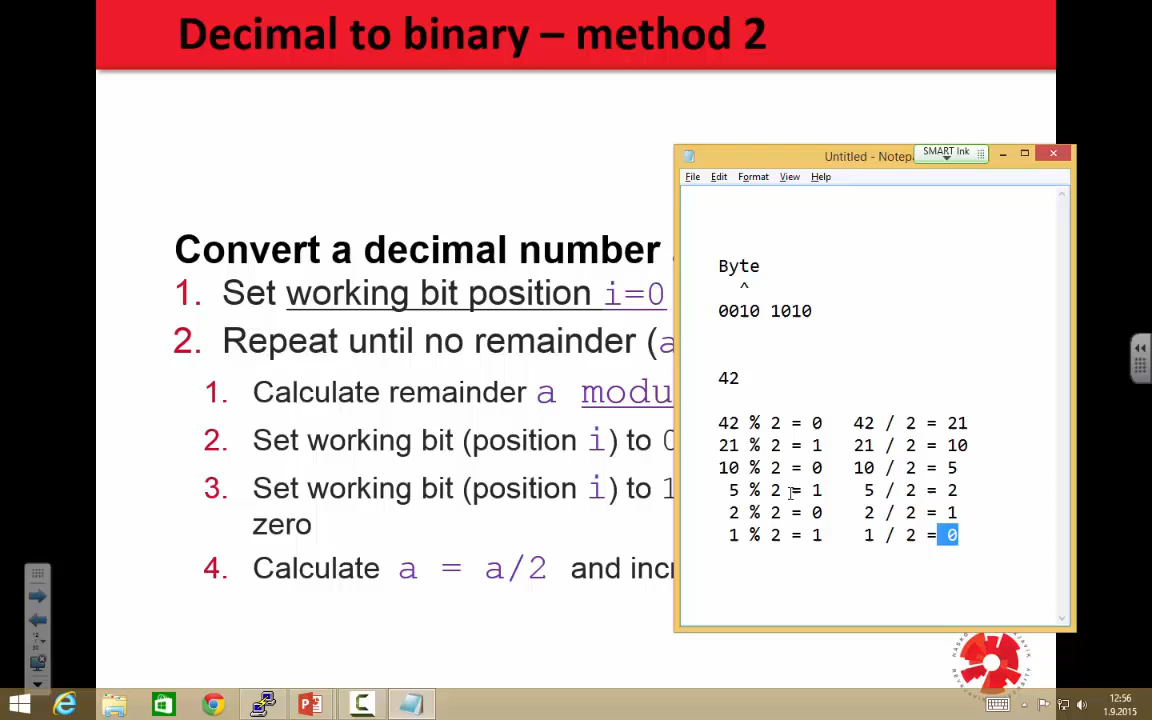 Decimal to binary – method 2
Convert a decimal number
1. Set working bit position i=0
2. Repeat until no remainder (a
1. Calculate remainder a modu
2. Set working bit (position i) to 0
3. Set working bit (position i) to 1
zero
4. Calculate a = a/2 and incr
Untitled - Notepa
SMART Ink
File Edit Format View Help
Byte
^
0010 1010
42
42 % 2 = 0 42 / 2 = 21
21 % 2 = 1 21 / 2 = 10
10 % 2 = 0 10 / 2 = 5
5 % 2 = 1 5 / 2 = 2
2 % 2 = 0 2 / 2 = 1
1 % 2 = 1 1 / 2 = 0
12:56
1.9.2015